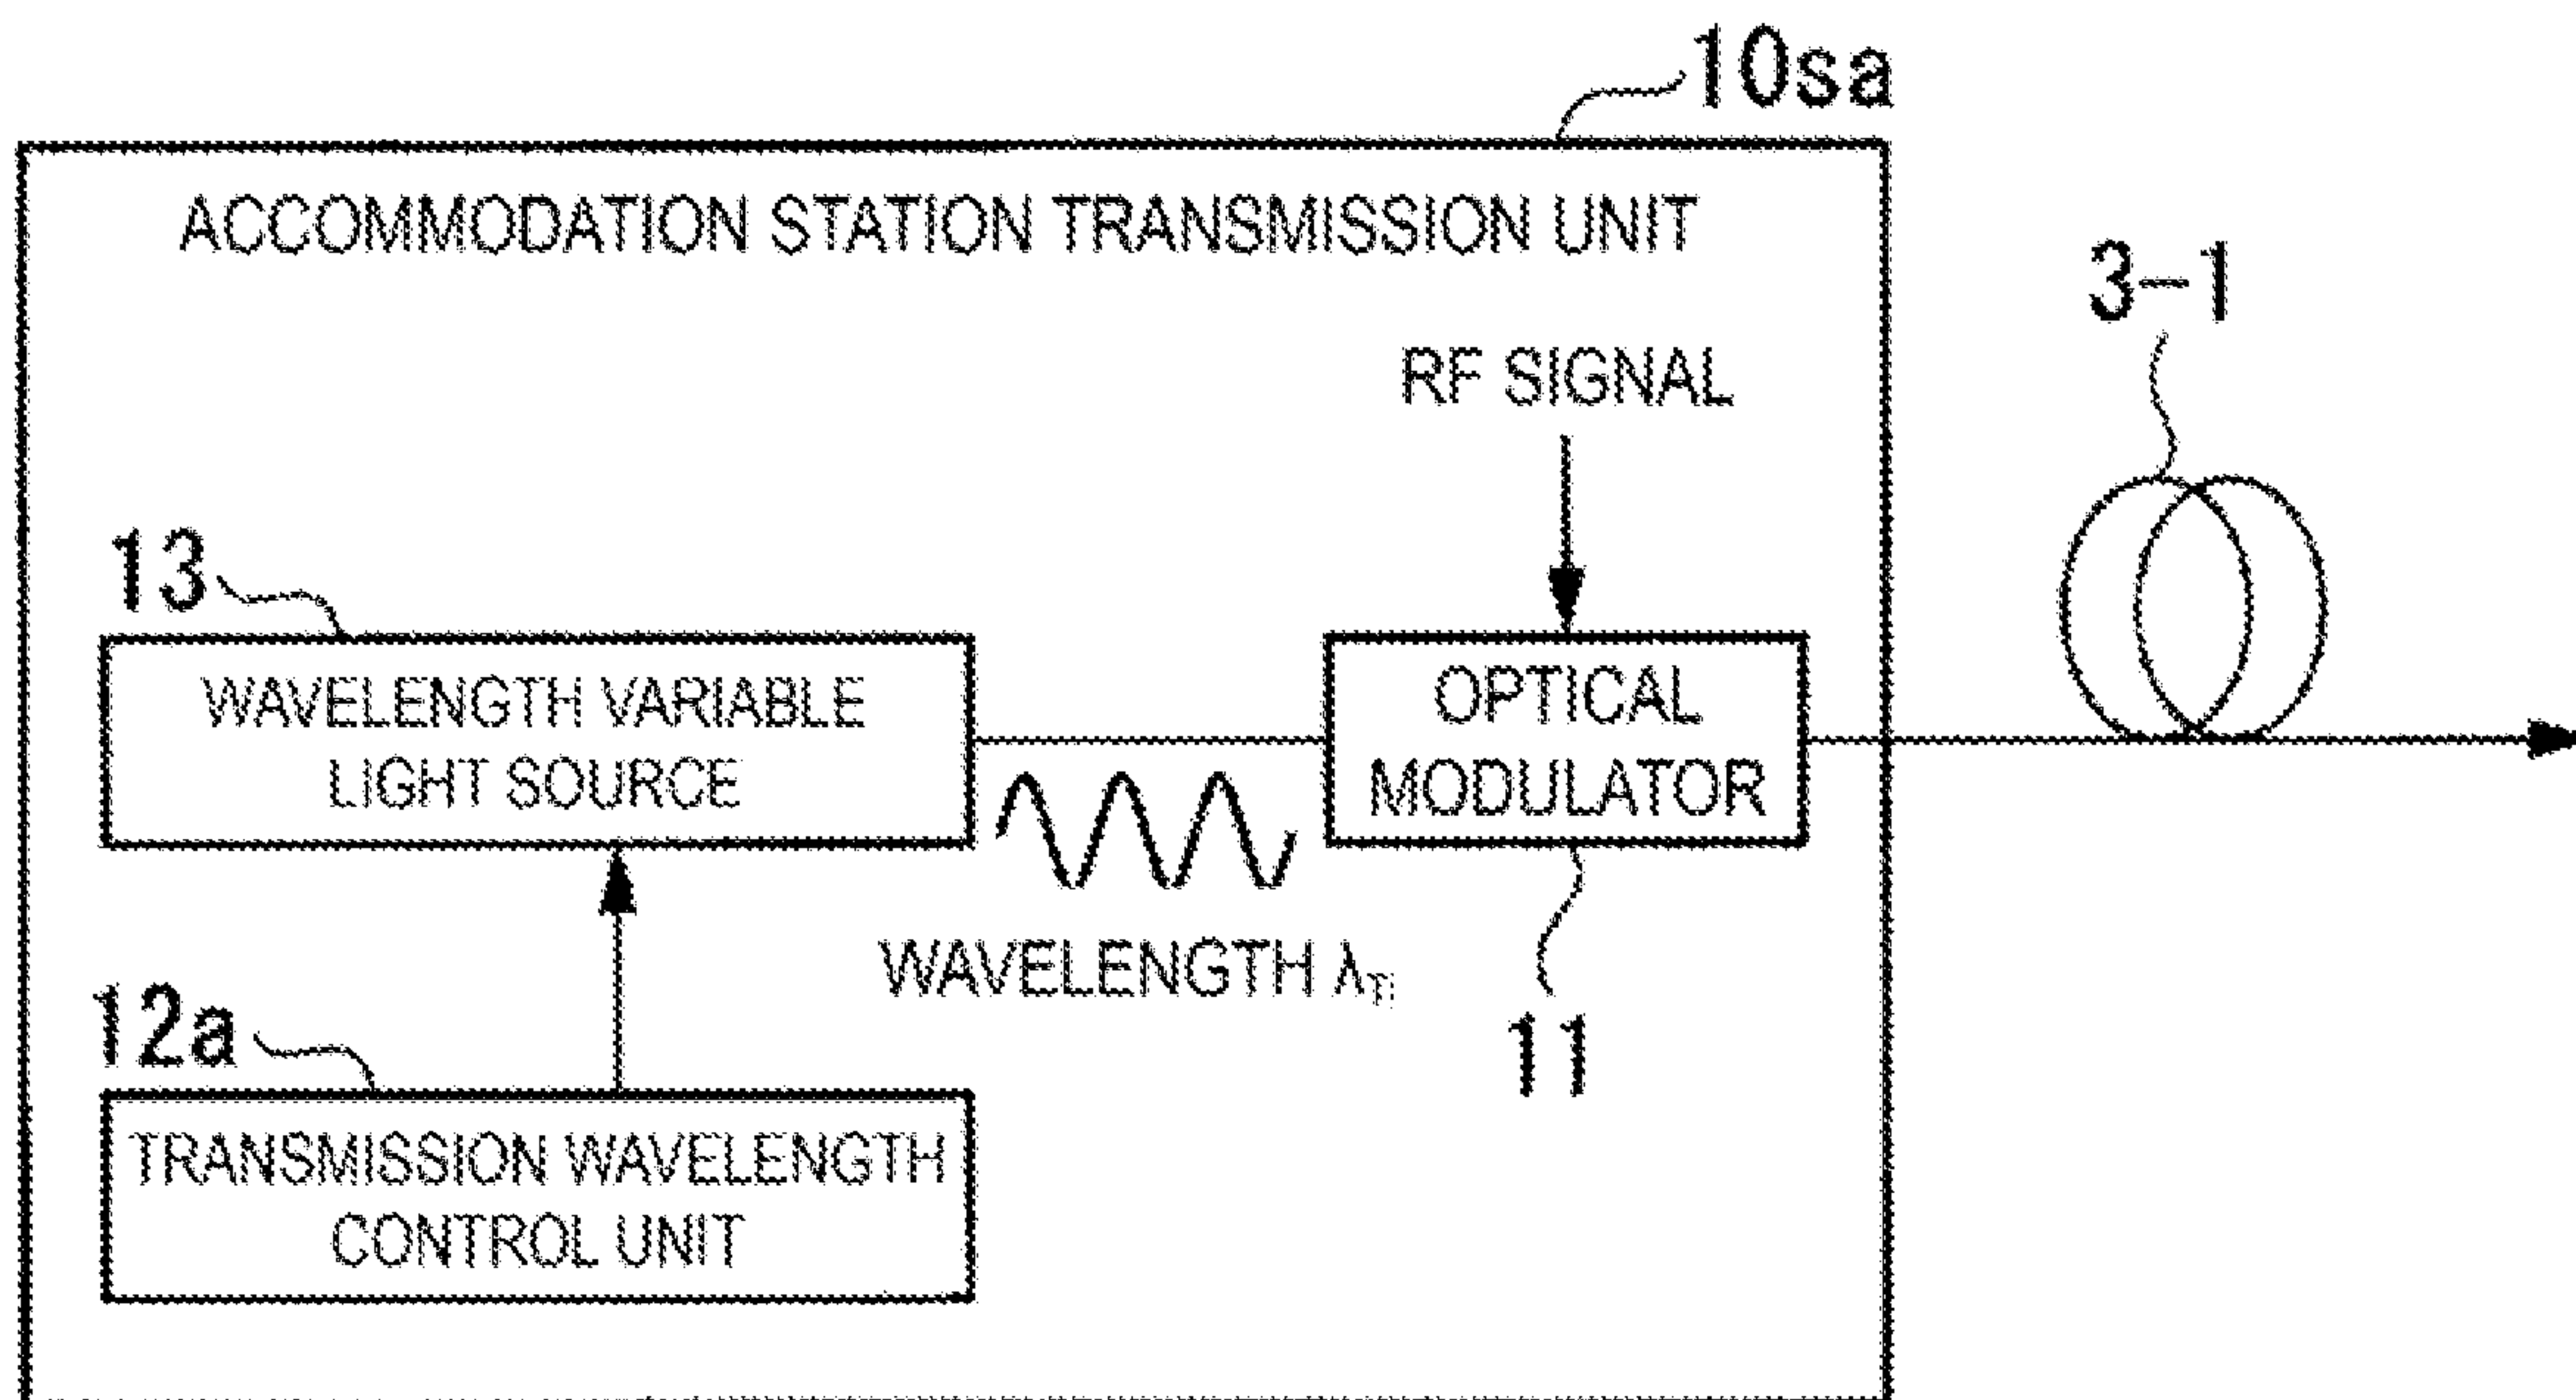 10sa
ACCOMMODATION STATION TRANSMISSION UNIT
3-1
RF SIGNAL
13
WAVELENGTH VARIABLE
LIGHT SOURCE
OPTICAL
MODULATOR
WAVELENGTH λTi
12a
11
TRANSMISSION WAVELENGTH
CONTROL UNIT